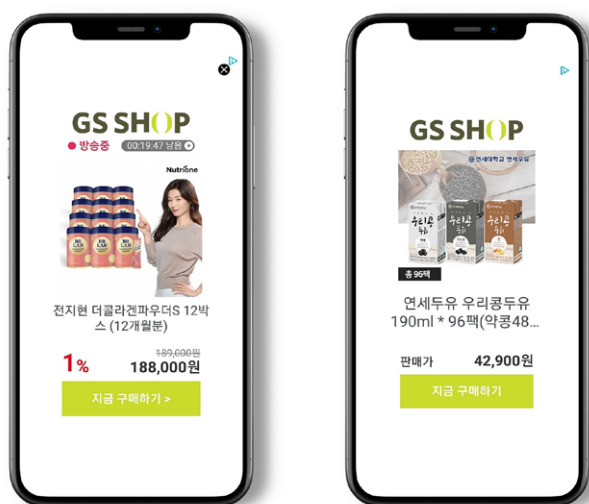 GS SHOP
방송중 00:19:47 남음
Nutrione
BB
LAB
전지현 더콜라겐파우더S 12박
스 (12개월분)
1%
189,000원
188,000원
지금 구매하기 >
GS SHOP
연세대학교 연세우유
우리콩
두유
우리콩
두유
우리콩
두유
총 96팩
연세두유 우리콩두유
190ml * 96팩(약콩48...
판매가 42,900원
지금 구매하기